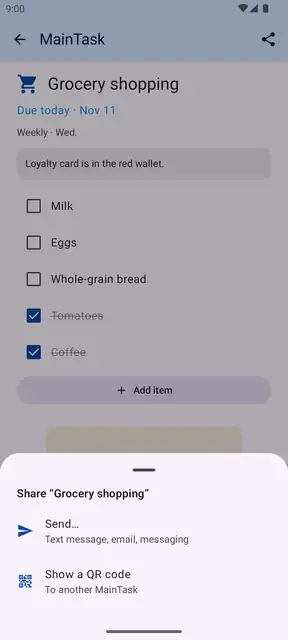 9:00
MainTask
Grocery shopping
Due today · Nov 11
Weekly · Wed.
Loyalty card is in the red wallet.
Milk
Eggs
Whole-grain bread
Tomatoes
Coffee
+ Add item
Share “Grocery shopping”
Send…
Text message, email, messaging
Show a QR code
To another MainTask